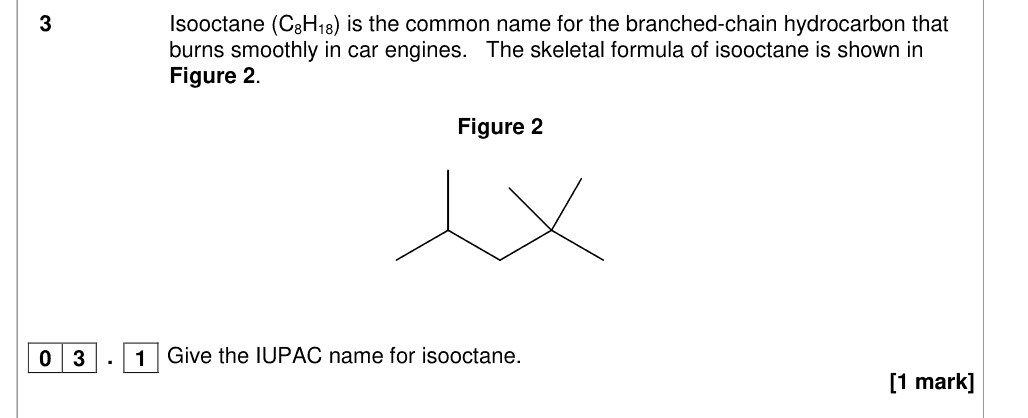 3 Isooctane (C₈H₁₈) is the common name for the branched-chain hydrocarbon that
burns smoothly in car engines. The skeletal formula of isooctane is shown in
Figure 2.
Figure 2
0 3 . 1 Give the IUPAC name for isooctane.
[1 mark]